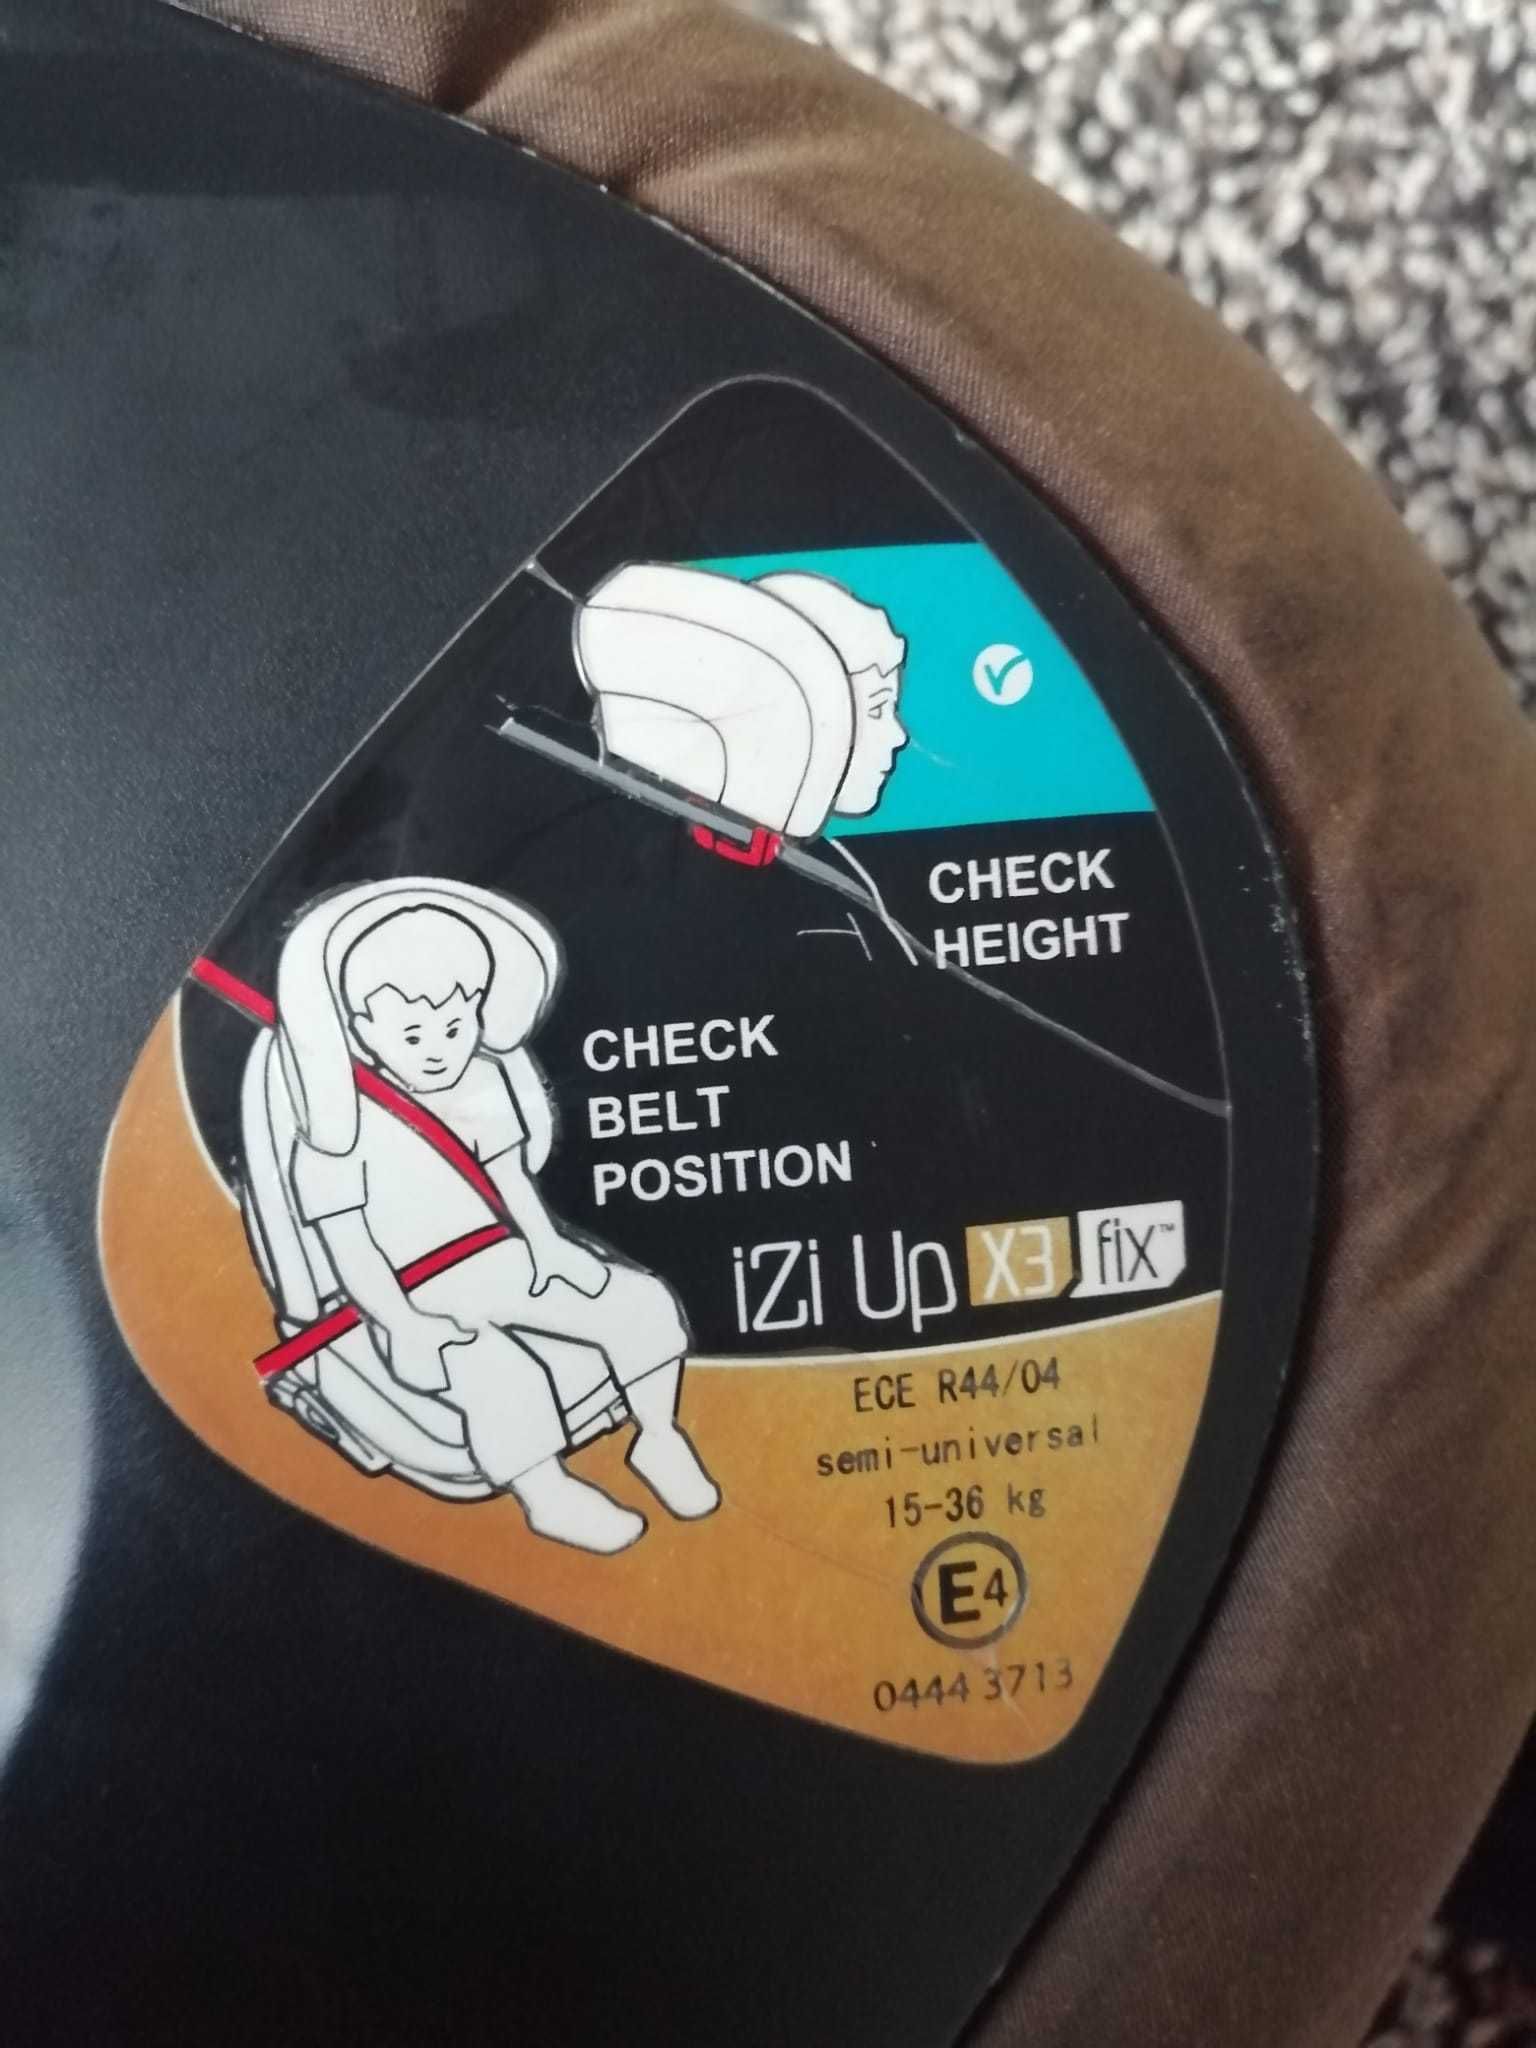 CHECK
HEIGHT
CHECK
BELT
POSITION
iZi Up X3 fix™
ECE R44/04
semi-universal
15-36 kg
E4
0444 3713